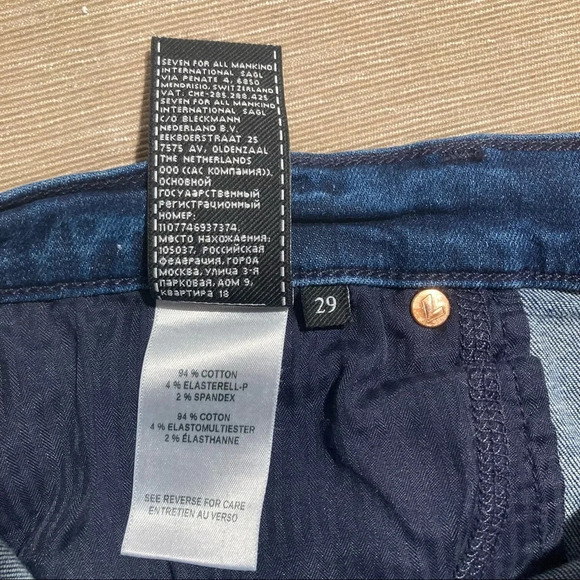 SEVEN FOR ALL MANKIND
INTERNATIONAL SAGL
VIA PENATE 4, 6850
MENDRISIO, SWITZERLAND
VAT: CHE-285.288.425
SEVEN FOR ALL MANKIND
INTERNATIONAL SAGL
C/O BLECKMANN
NEDERLAND B.V.
EEKBOERSTRAAT 25
7575 AV, OLDENZAAL
THE NETHERLANDS
ООО ((АС КОМПАНИЯ)),
ОСНОВНОЙ
ГОСУДАРСТВЕННЫЙ
РЕГИСТРАЦИОННЫЙ
НОМЕР:
1107746937374,
МЕСТО НАХОЖДЕНИЯ:
105037, РОССИЙСКАЯ
ФЕДЕРАЦИЯ, ГОРОД
МОСКВА, УЛИЦА 3-Я
ПАРКОВАЯ, ДОМ 9,
КВАРТИРА 18
29
94 % COTTON
4 % ELASTERELL-P
2 % SPANDEX
94 % COTON
4 % ELASTOMULTIESTER
2 % ÉLASTHANNE
SEE REVERSE FOR CARE
ENTRETIEN AU VERSO